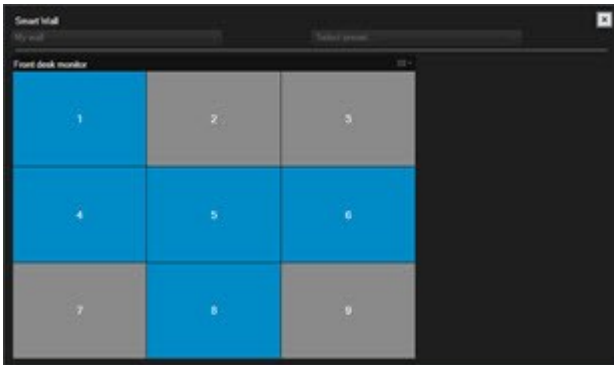 Smart Wall
My wall Select preset
Front desk monitor
1 2 3
4 5 6
7 8 9